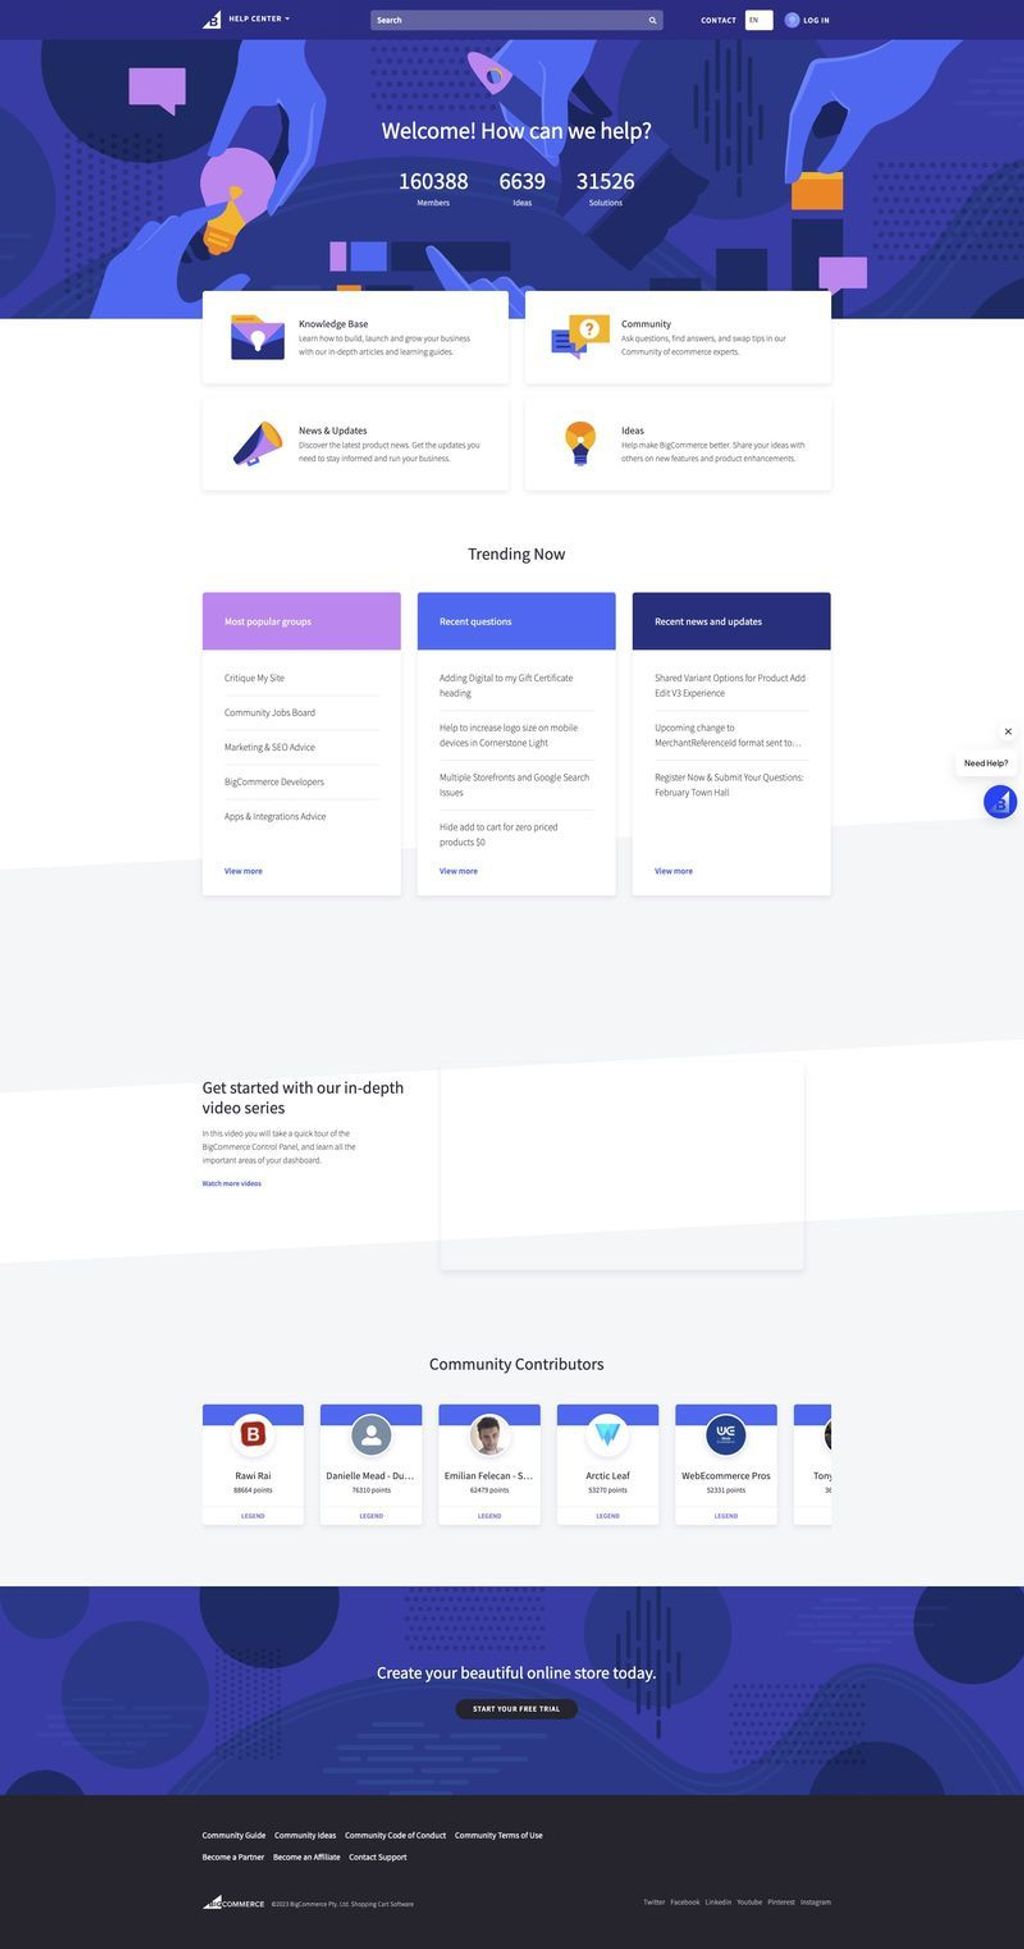 HELP CENTER
Search
CONTACT
EN
LOG IN
Welcome! How can we help?
160388
Members
6639
Ideas
31526
Solutions
Knowledge Base
Learn how to build, launch and grow your business
with our in-depth articles and learning guides.
Community
Ask questions, find answers, and swap tips in our
Community of ecommerce experts.
News & Updates
Discover the latest product news. Get the updates you
need to stay informed and run your business.
Ideas
Help make BigCommerce better. Share your ideas with
others on new features and product enhancements.
Trending Now
Most popular groups
Critique My Site
Community Jobs Board
Marketing & SEO Advice
BigCommerce Developers
Apps & Integrations Advice
View more
Recent questions
Adding Digital to my Gift Certificate
heading
Help to increase logo size on mobile
devices in Cornerstone Light
Multiple Storefronts and Google Search
Issues
Hide add to cart for zero priced
products $0
View more
Recent news and updates
Shared Variant Options for Product Add
Edit V3 Experience
Upcoming change to
MerchantReferenceId format sent to…
Register Now & Submit Your Questions:
February Town Hall
View more
Need Help?
Get started with our in-depth
video series
In this video you will take a quick tour of the
BigCommerce Control Panel, and learn all the
important areas of your dashboard.
Watch more videos
Community Contributors
B
Rawi Rai
88664 points
LEGEND
Danielle Mead - Du…
76310 points
LEGEND
Emilian Felecan - S…
62479 points
LEGEND
Arctic Leaf
53270 points
LEGEND
WebEcommerce Pros
52331 points
LEGEND
Tony
36
Create your beautiful online store today.
START YOUR FREE TRIAL
Community Guide Community Ideas Community Code of Conduct Community Terms of Use
Become a Partner Become an Affiliate Contact Support
BIGCOMMERCE ©2023 BigCommerce Pty. Ltd. Shopping Cart Software
Twitter Facebook Linkedin Youtube Pinterest Instagram